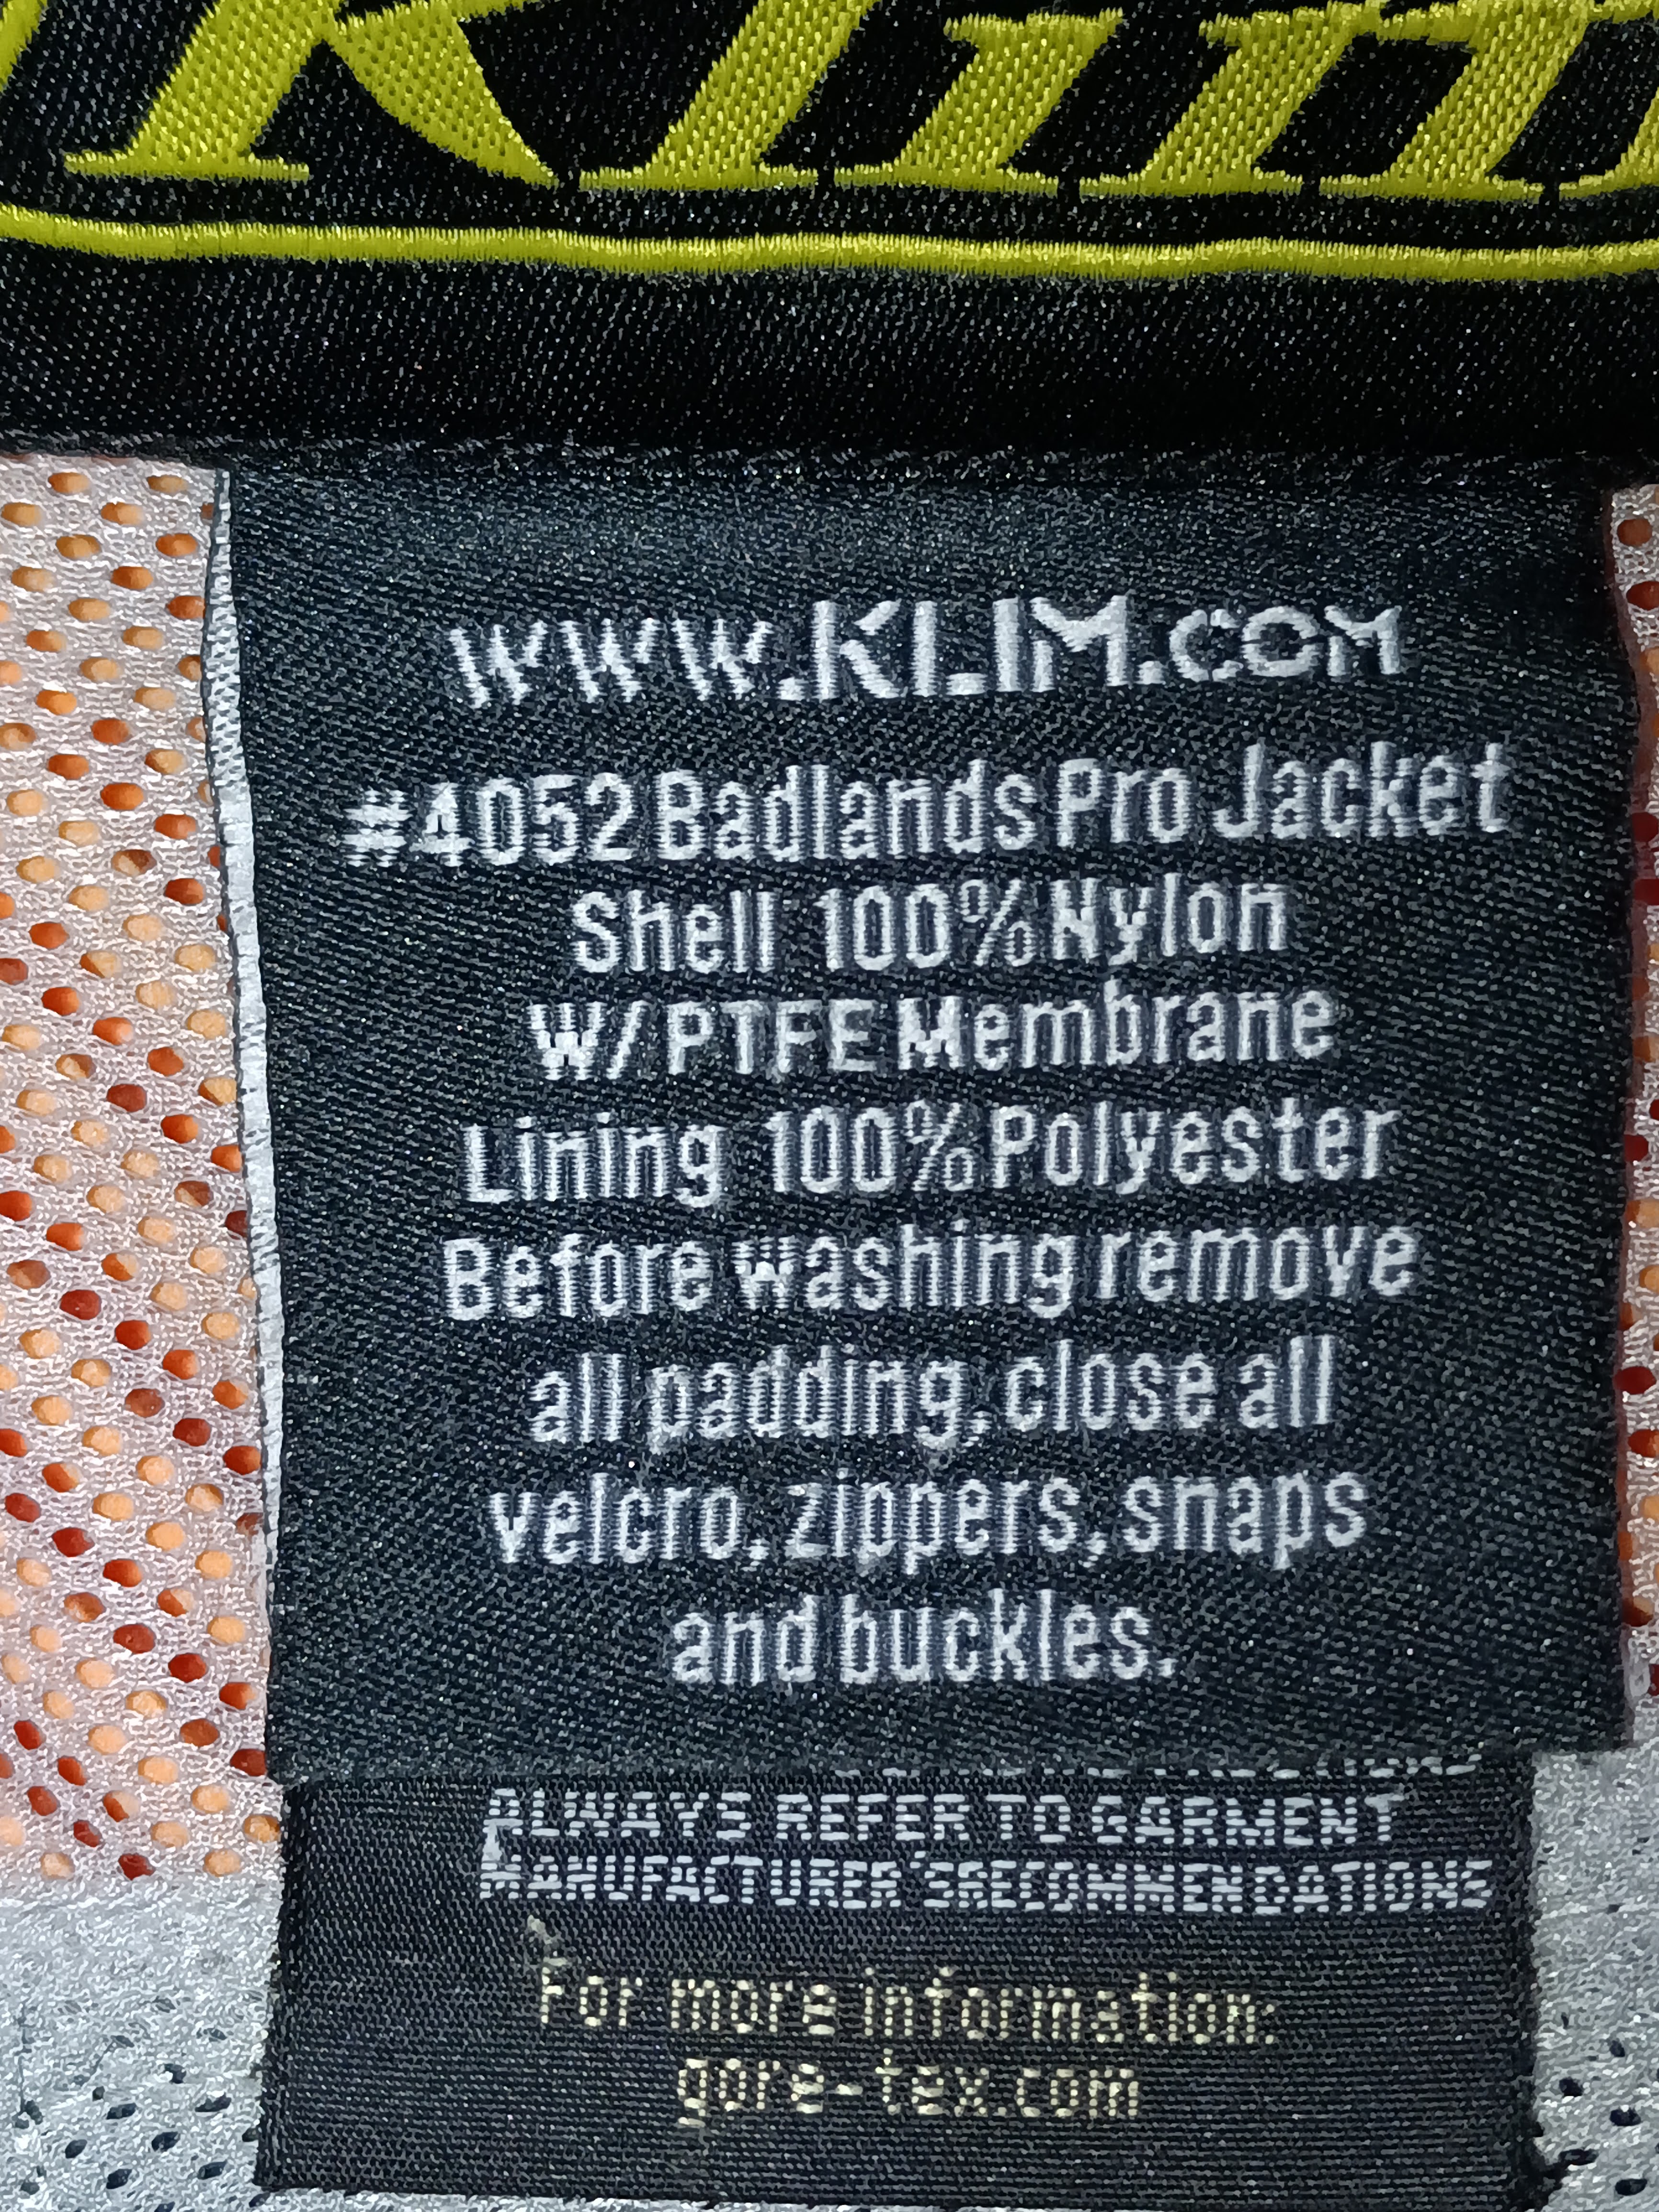 Klim
WWW.KLIM.COM
#4052 Badlands Pro Jacket
Shell 100% Nylon
W/PTFE Membrane
Lining 100% Polyester
Before washing remove
all padding, close all
velcro, zippers, snaps
and buckles.
ALWAYS REFER TO GARMENT
MANUFACTURER'S RECOMMENDATIONS
For more information:
gore-tex.com